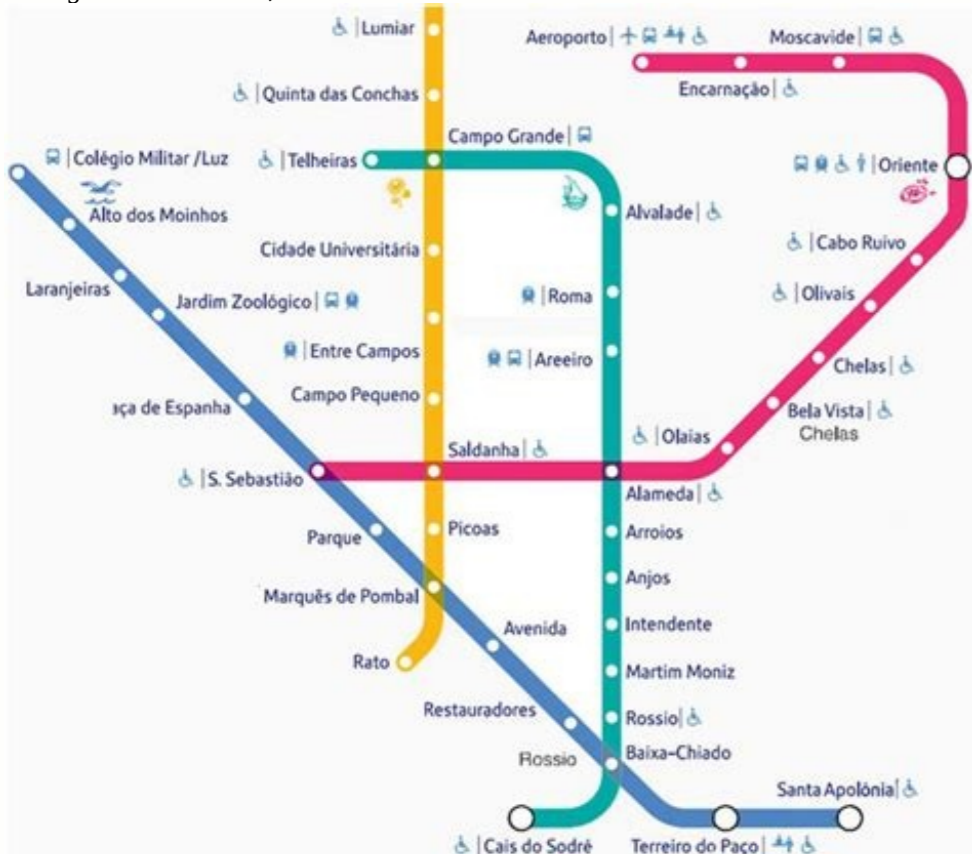 Lumiar
Aeroporto
Moscavide
Quinta das Conchas
Encarnação
Campo Grande
Colégio Militar /Luz
Telheiras
Oriente
Alto dos Moinhos
Alvalade
Cidade Universitária
Cabo Ruivo
Laranjeiras
Jardim Zoológico
Roma
Olivais
Entre Campos
Areeiro
Chelas
Campo Pequeno
aça de Espanha
Bela Vista
Chelas
Saldanha
Olaias
S. Sebastião
Alameda
Parque
Picoas
Arroios
Anjos
Marquês de Pombal
Avenida
Intendente
Rato
Martim Moniz
Restauradores
Rossio
Rossio
Baixa-Chiado
Santa Apolónia
Cais do Sodré
Terreiro do Paço